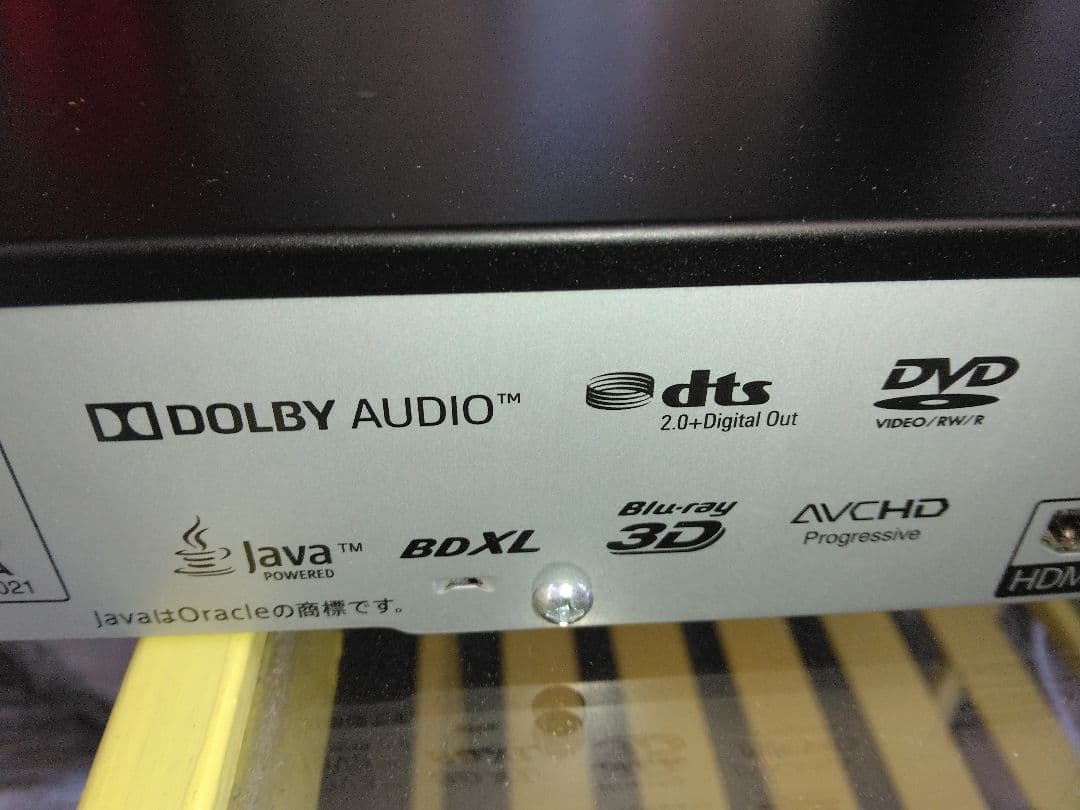 DOLBY AUDIO™
dts
2.0+Digital Out
DVD
VIDEO/RW/R
Java™
POWERED
BDXL
Blu-ray
3D
AVCHD
Progressive
HDM
A
021
JavaはOracleの商標です。